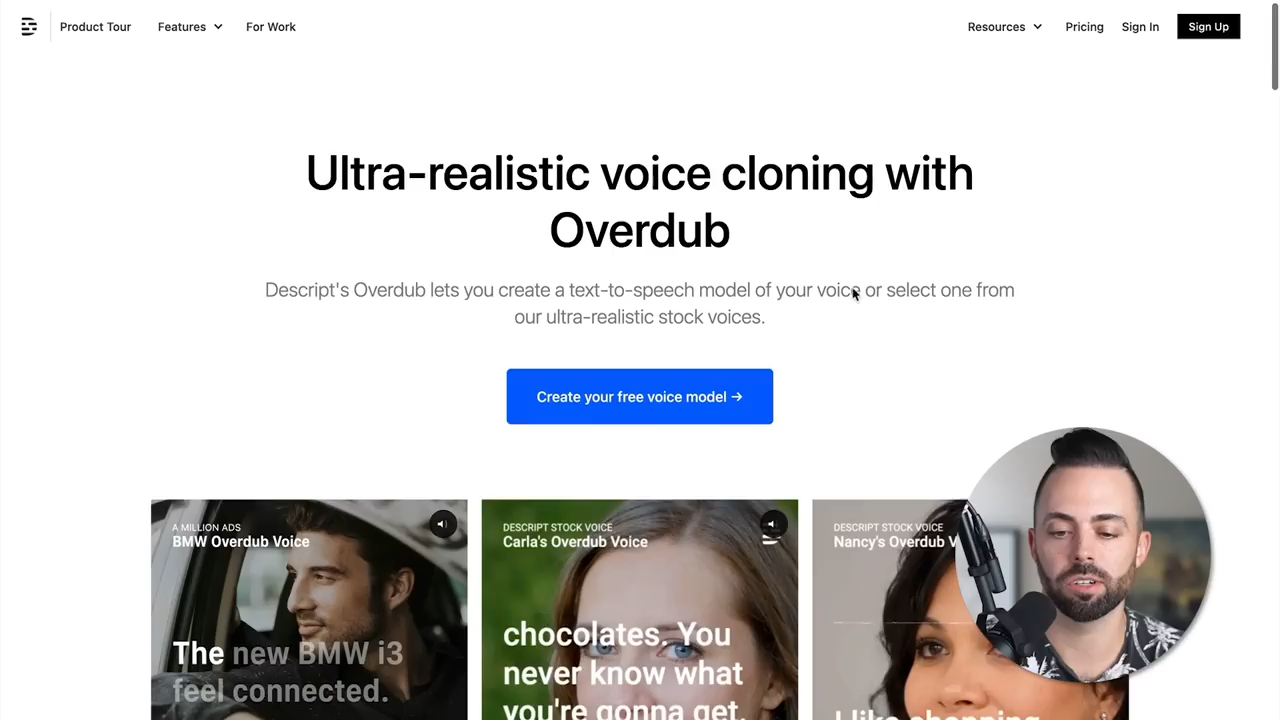 Product Tour Features For Work Resources Pricing Sign In Sign Up
Ultra-realistic voice cloning with
Overdub
Descript's Overdub lets you create a text-to-speech model of your voice or select one from
our ultra-realistic stock voices.
Create your free voice model →
A MILLION ADS
BMW Overdub Voice
The new BMW i3
feel connected.
DESCRIPT STOCK VOICE
Carla's Overdub Voice
chocolates. You
never know what
you're gonna get.
DESCRIPT STOCK VOICE
Nancy's Overdub V
I like shopping